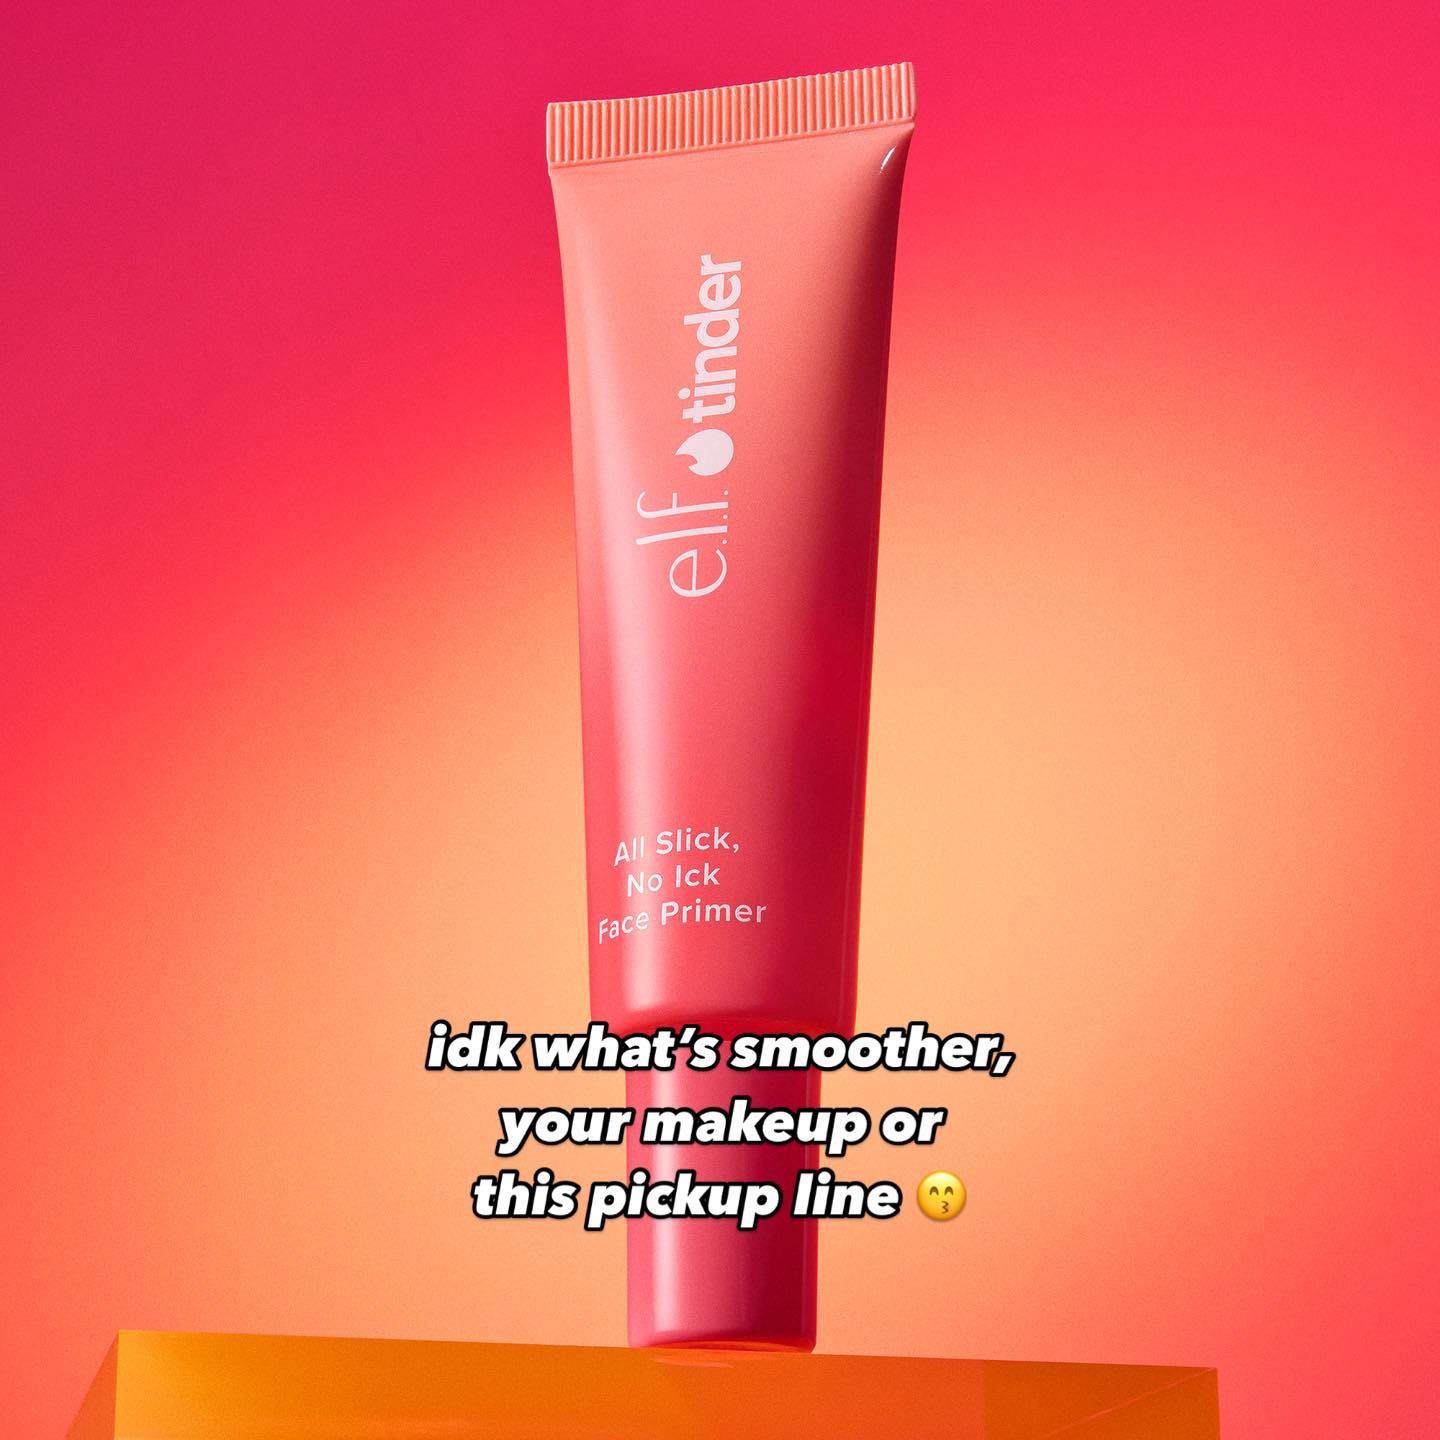 e.l.f. tinder
All Slick,
No Ick
Face Primer
idk what's smoother,
your makeup or
this pickup line 😙